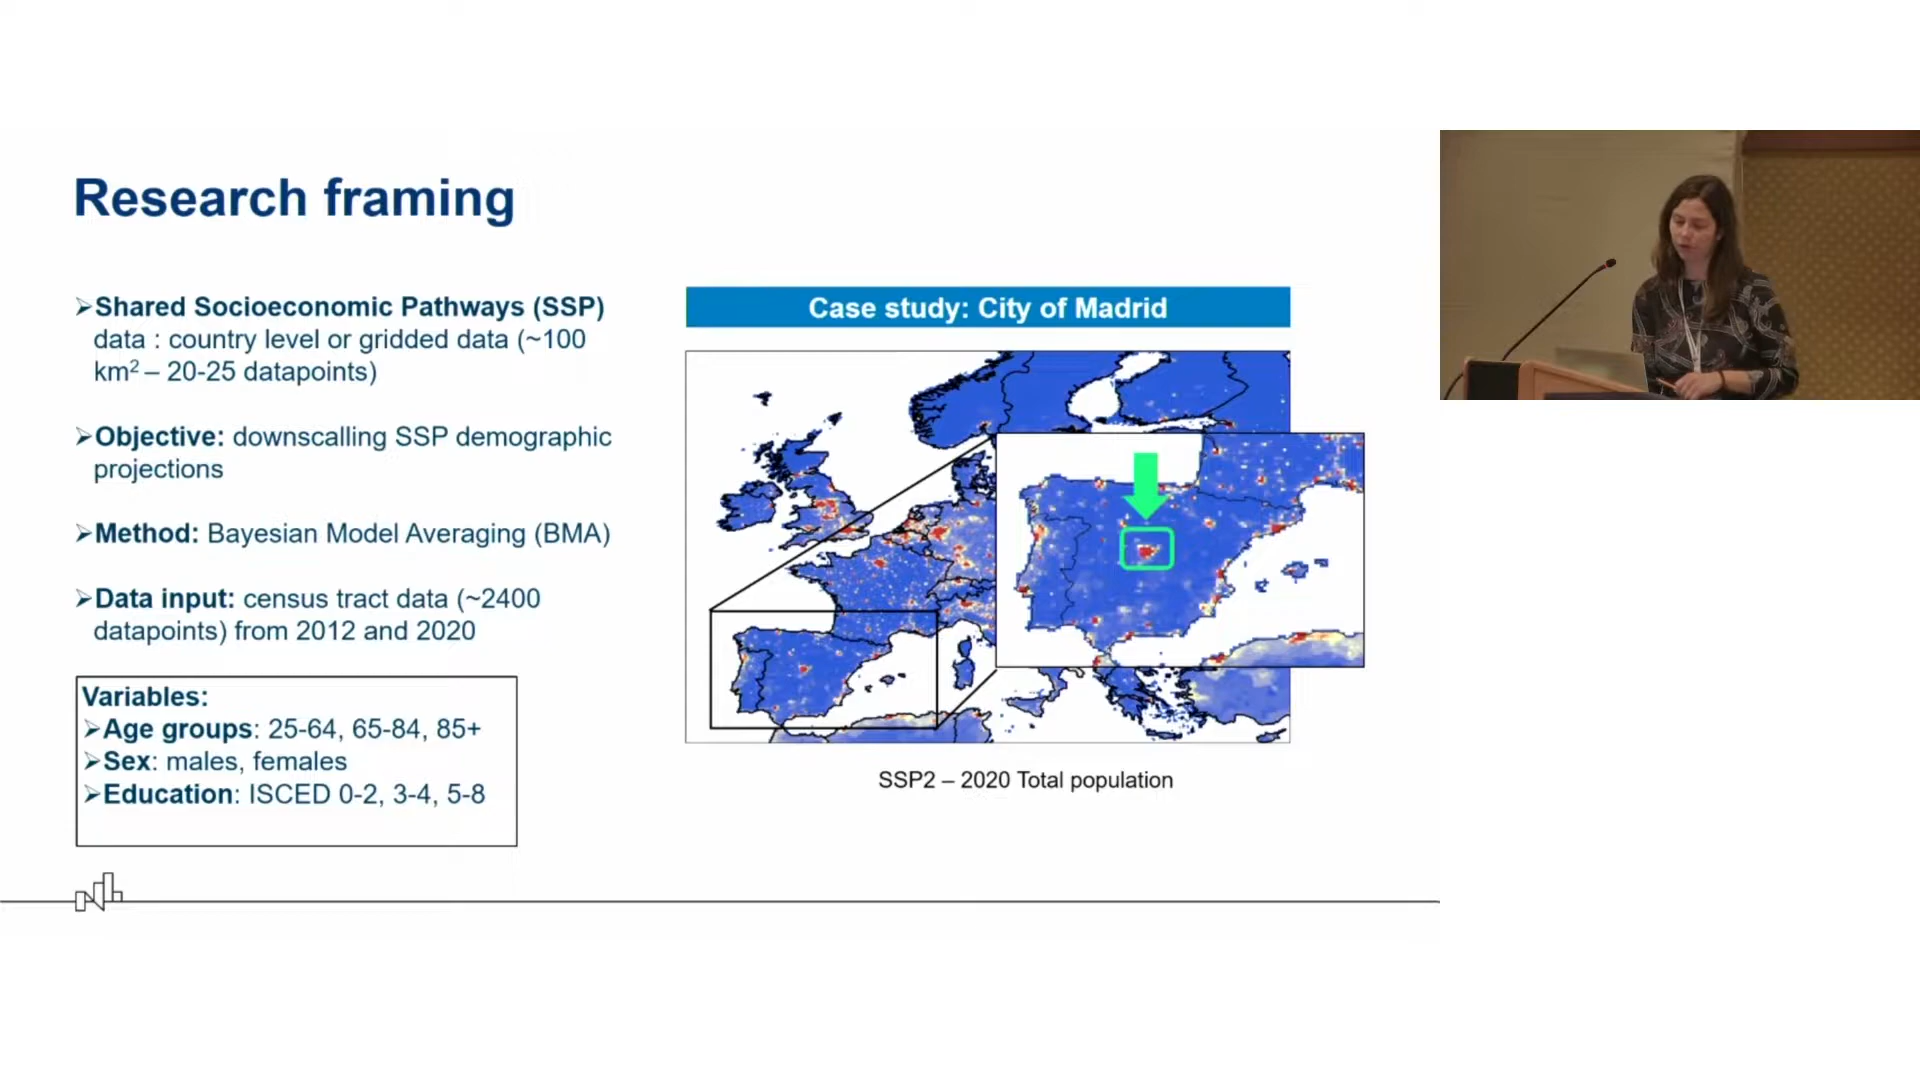 Research framing
➢Shared Socioeconomic Pathways (SSP)
data : country level or gridded data (~100
km² – 20-25 datapoints)
➢Objective: downscalling SSP demographic
projections
➢Method: Bayesian Model Averaging (BMA)
➢Data input: census tract data (~2400
datapoints) from 2012 and 2020
Variables:
➢Age groups: 25-64, 65-84, 85+
➢Sex: males, females
➢Education: ISCED 0-2, 3-4, 5-8
Case study: City of Madrid
SSP2 – 2020 Total population